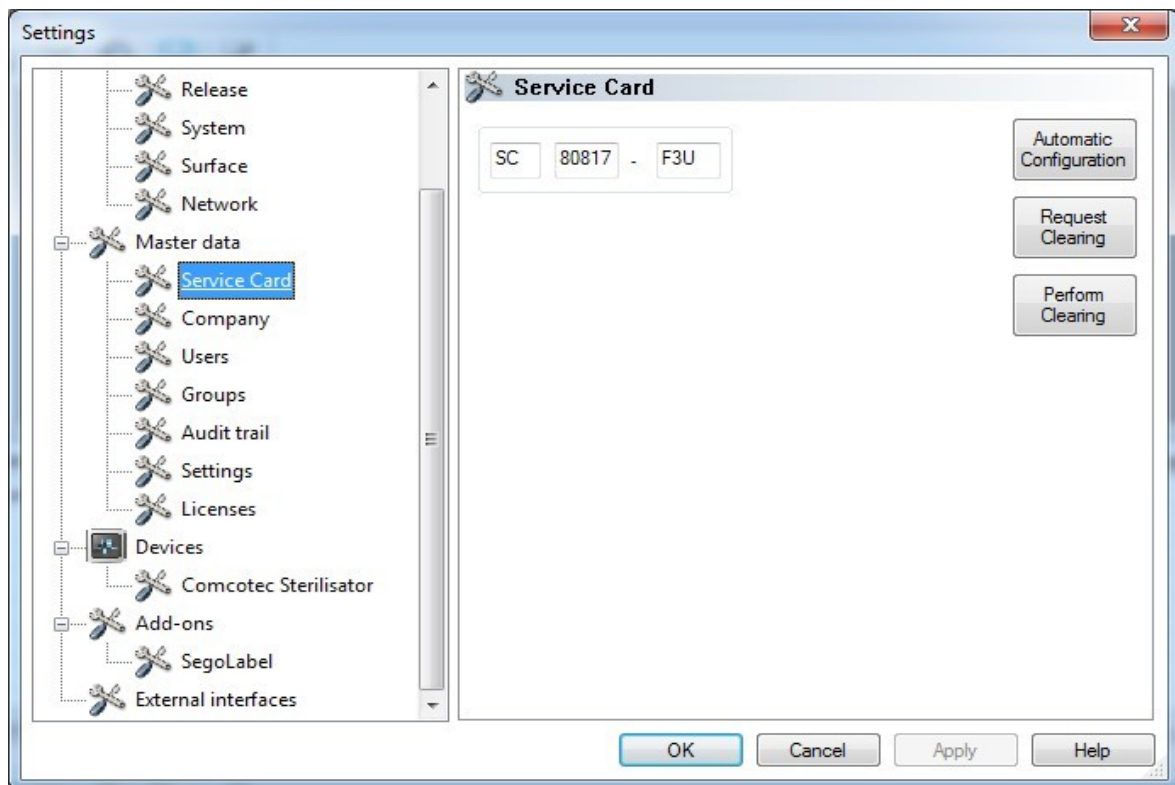 Settings
Release
System
Surface
Network
Master data
Service Card
Company
Users
Groups
Audit trail
Settings
Licenses
Devices
Comcotec Sterilisator
Add-ons
SegoLabel
External interfaces
Service Card
SC 80817 - F3U
Automatic
Configuration
Request
Clearing
Perform
Clearing
OK Cancel Apply Help